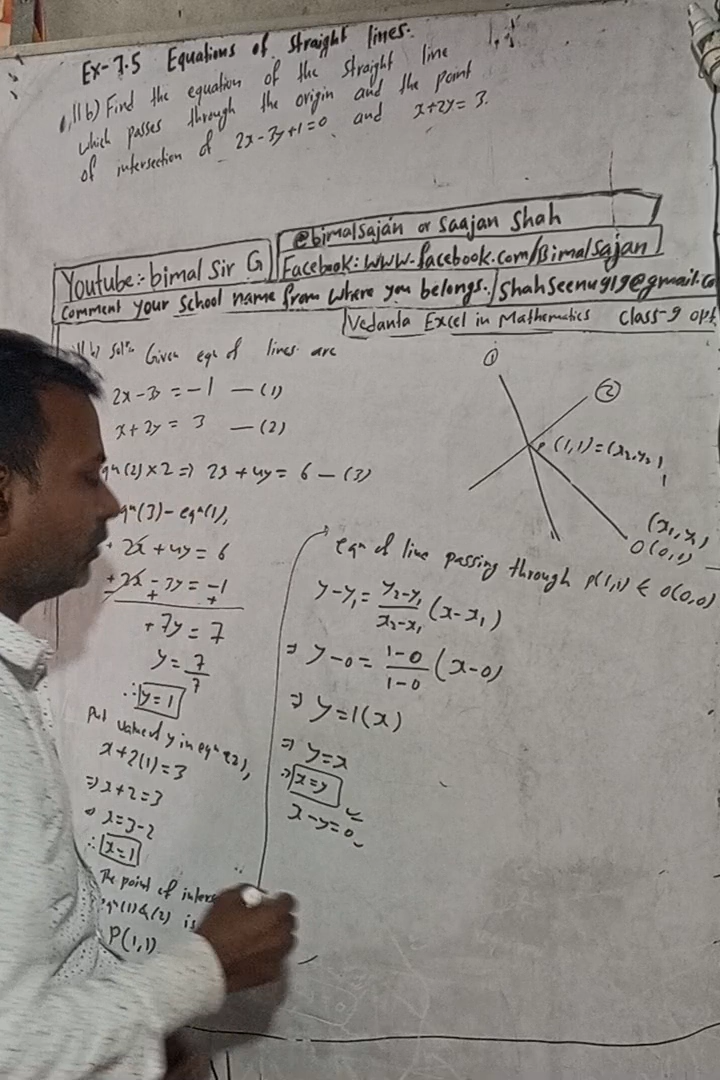 Ex-7.5 Equations of Straight lines.
11b) Find the equation of the straight line
which passes through the origin and the point
of intersection of 2x-3y+1=0 and x+2y=3.
Youtube:- bimal Sir G
@bimalsajan or Saajan Shah
Facebook: www.facebook.com/Bimalsajan
Comment your school name from where you belongs./Shahseenu919@gmail.co
Vedanta Excel in Mathematics Class-9 opt
b) Solⁿ: Given eqⁿ of lines are
2x-3y = -1 — (1)
x+2y = 3 — (2)
(2)×2 => 2x+4y = 6 — (3)
(3) - eqⁿ(1),
2x+4y = 6
+2x-3y = -1
- + +
+7y = 7
y = 7/7
∴ y=1
Put value of y in eqⁿ (2),
x+2(1)=3
=> x+2=3
x=3-2
∴ x=1
The point of inters
(1)&(2) is
P(1,1)
① ②
P (1,1) = (x₂,y₂)
(x₁,y₁)
O(0,0)
eqⁿ of line passing through P(1,1) & O(0,0)
y-y₁ = y₂-y₁/x₂-x₁ (x-x₁)
=> y-0 = 1-0/1-0 (x-0)
=> y=1(x)
=> y=x
=> x=y
x-y=0